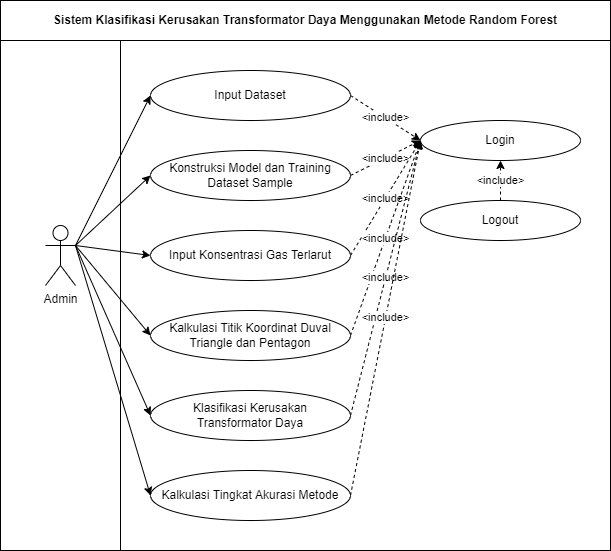 Sistem Klasifikasi Kerusakan Transformator Daya Menggunakan Metode Random Forest
Input Dataset
<include>
Login
Konstruksi Model dan Training
Dataset Sample
<include>
<include>
Logout
<include>
Input Konsentrasi Gas Terlarut
<include>
Admin
<include>
<include>
Kalkulasi Titik Koordinat Duval
Triangle dan Pentagon
Klasifikasi Kerusakan
Transformator Daya
Kalkulasi Tingkat Akurasi Metode